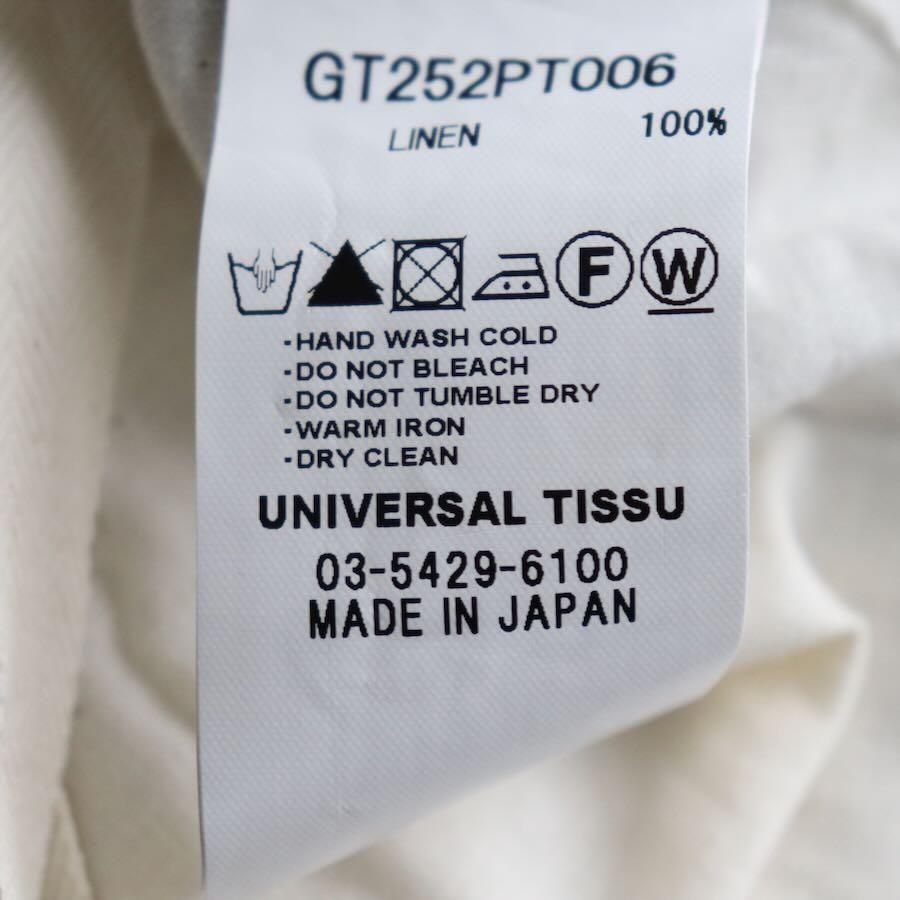 GT252PT006
LINEN 100%
F W
-HAND WASH COLD
-DO NOT BLEACH
-DO NOT TUMBLE DRY
-WARM IRON
-DRY CLEAN
UNIVERSAL TISSU
03-5429-6100
MADE IN JAPAN